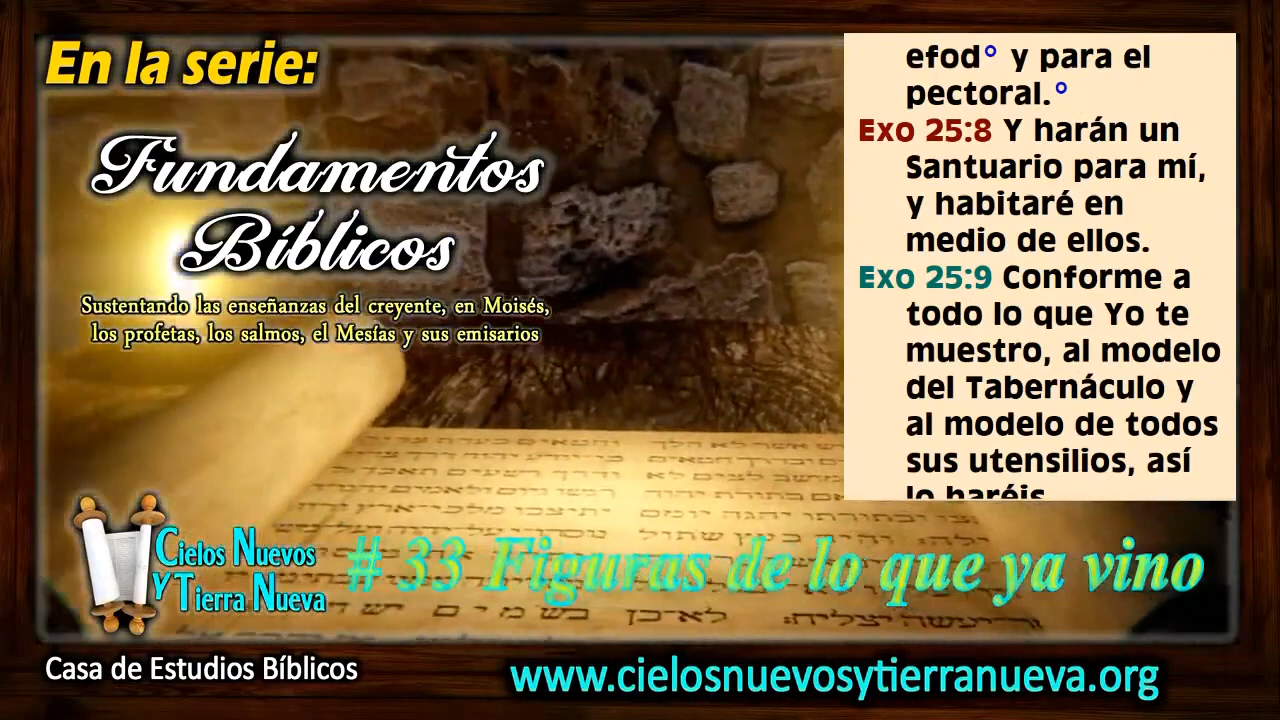 En la serie:
Fundamentos
Bíblicos
Sustentando las enseñanzas del creyente, en Moisés,
los profetas, los salmos, el Mesías y sus emisarios
efod° y para el
pectoral.°
Exo 25:8 Y harán un
Santuario para mí,
y habitaré en
medio de ellos.
Exo 25:9 Conforme a
todo lo que Yo te
muestro, al modelo
del Tabernáculo y
al modelo de todos
sus utensilios, así
lo haréis
Cielos Nuevos
Y Tierra Nueva
# 33 Figuras de lo que ya vino
Casa de Estudios Bíblicos
www.cielosnuevosytierranueva.org